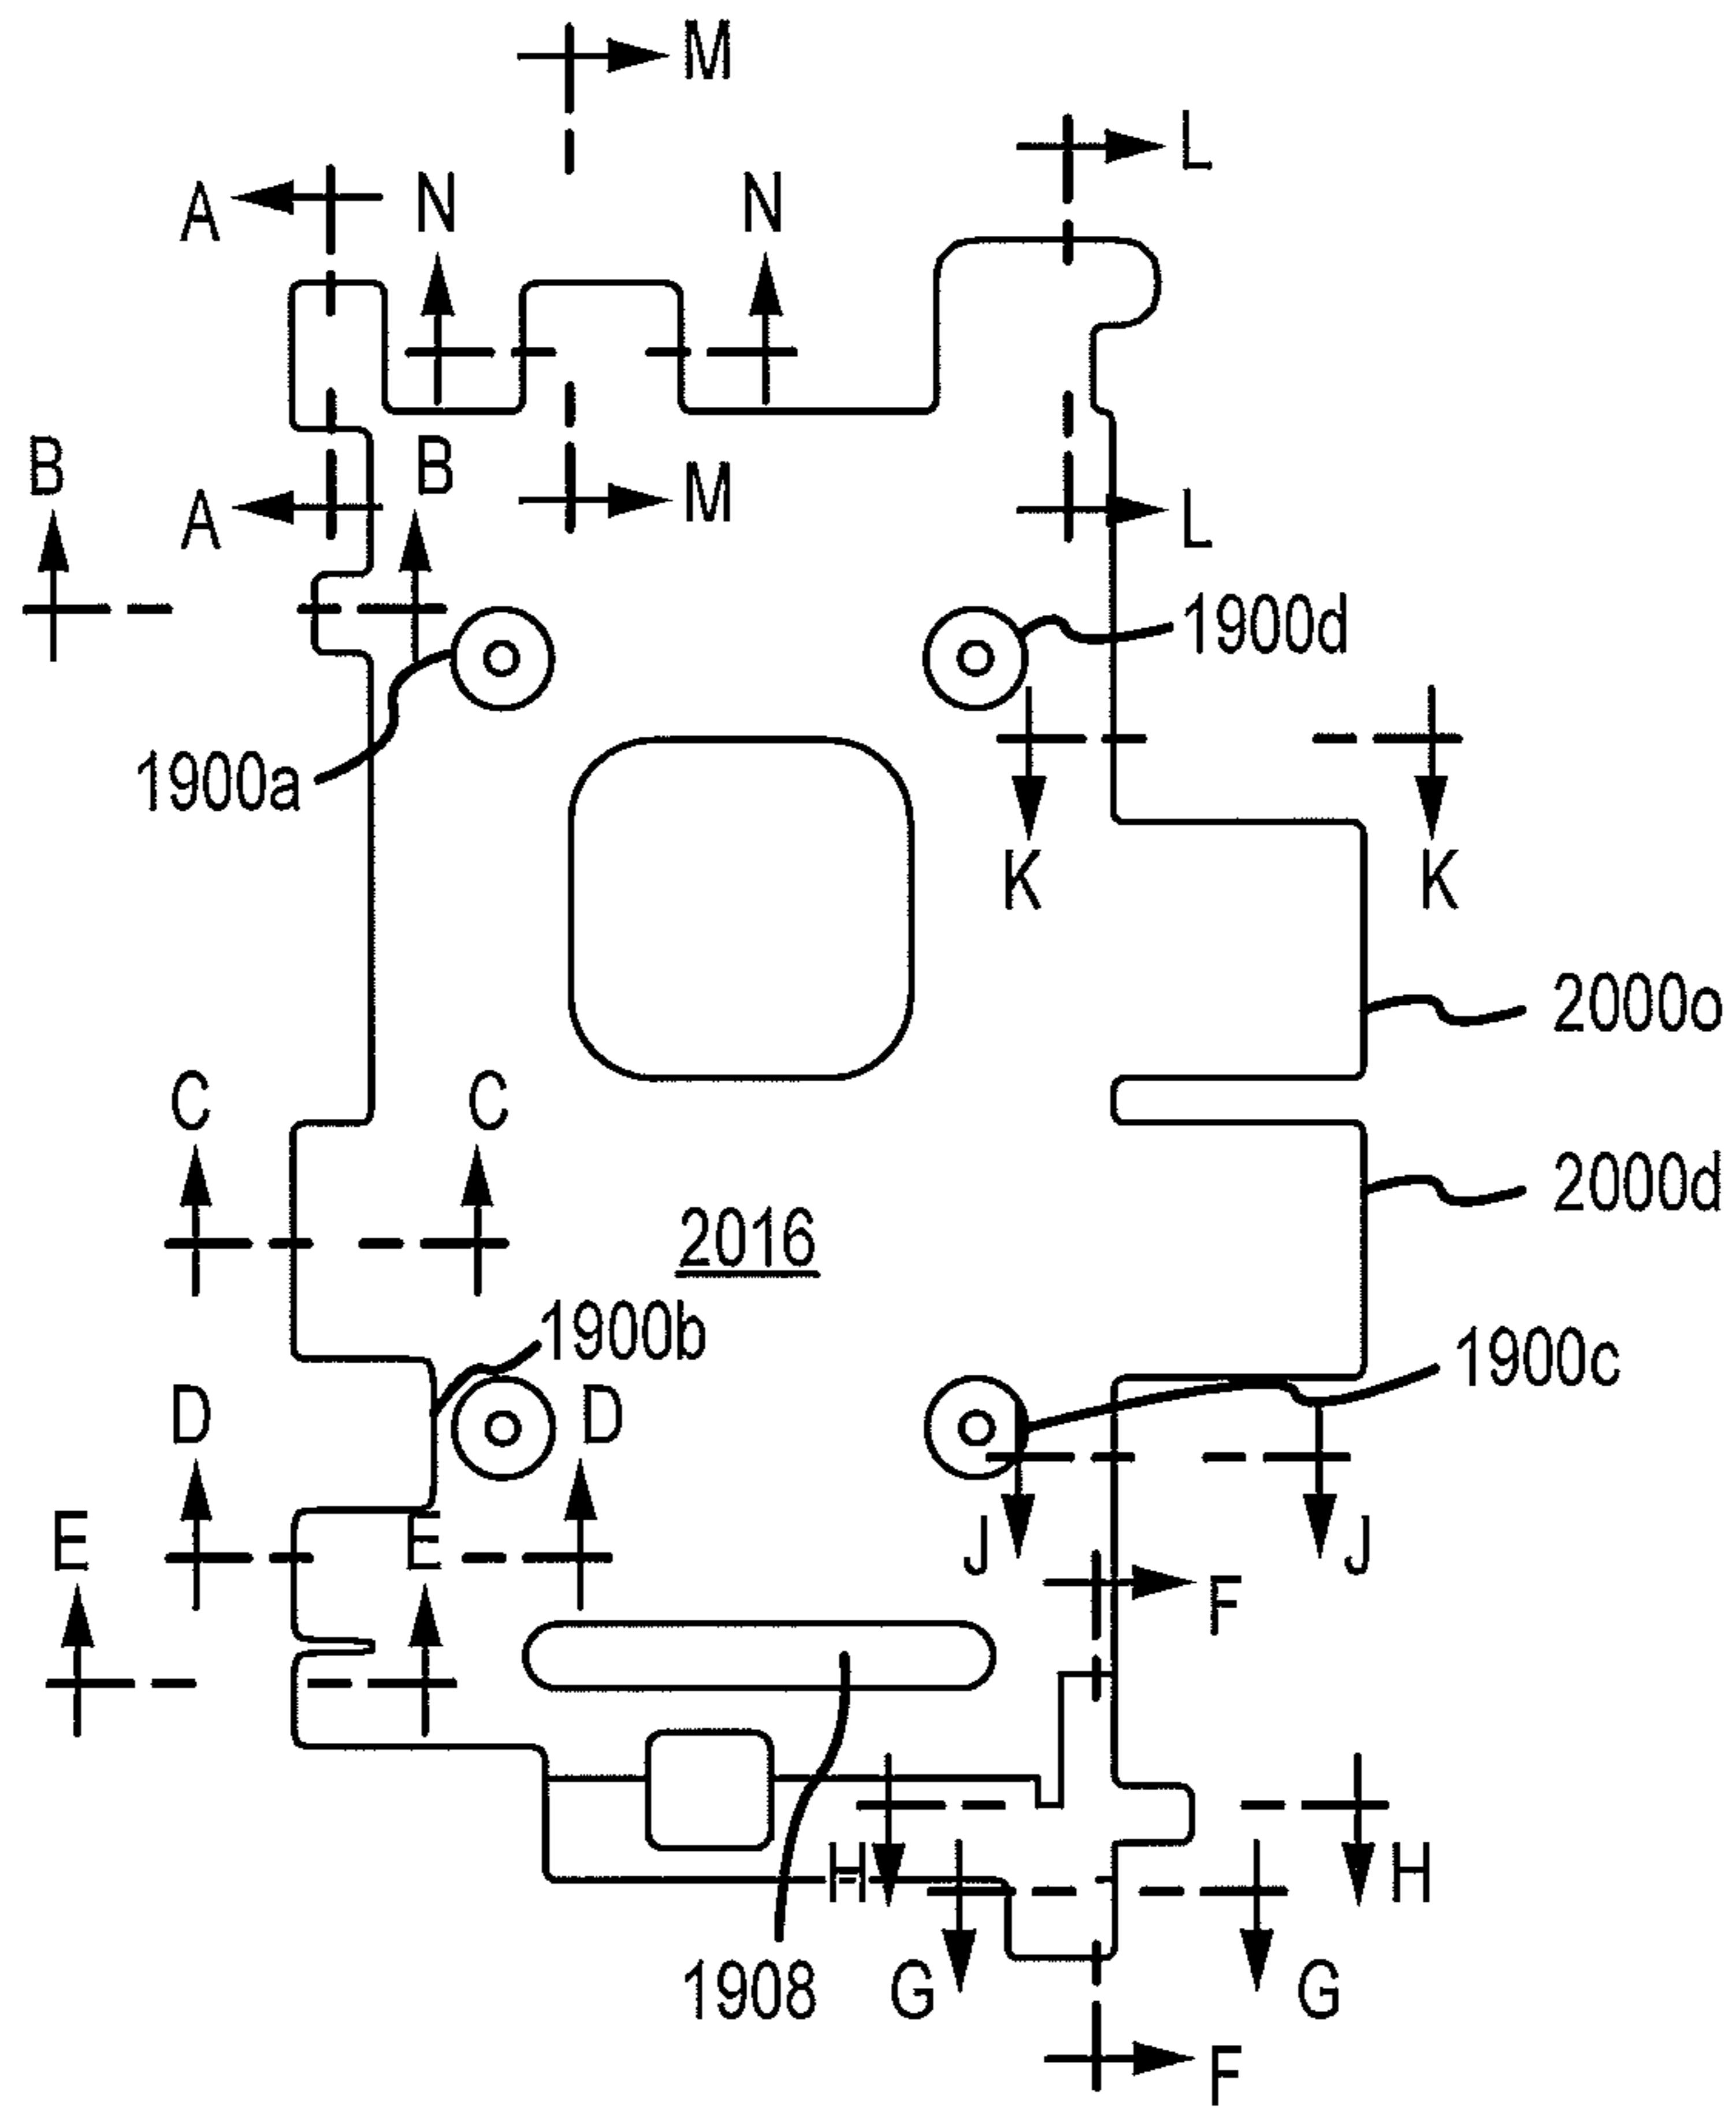 M
L
A N N
B B
A M L
1900d
1900a
K K
2000o
C C
2000d
2016
1900b 1900c
D D
E E J J
F
H H
1908 G G
F